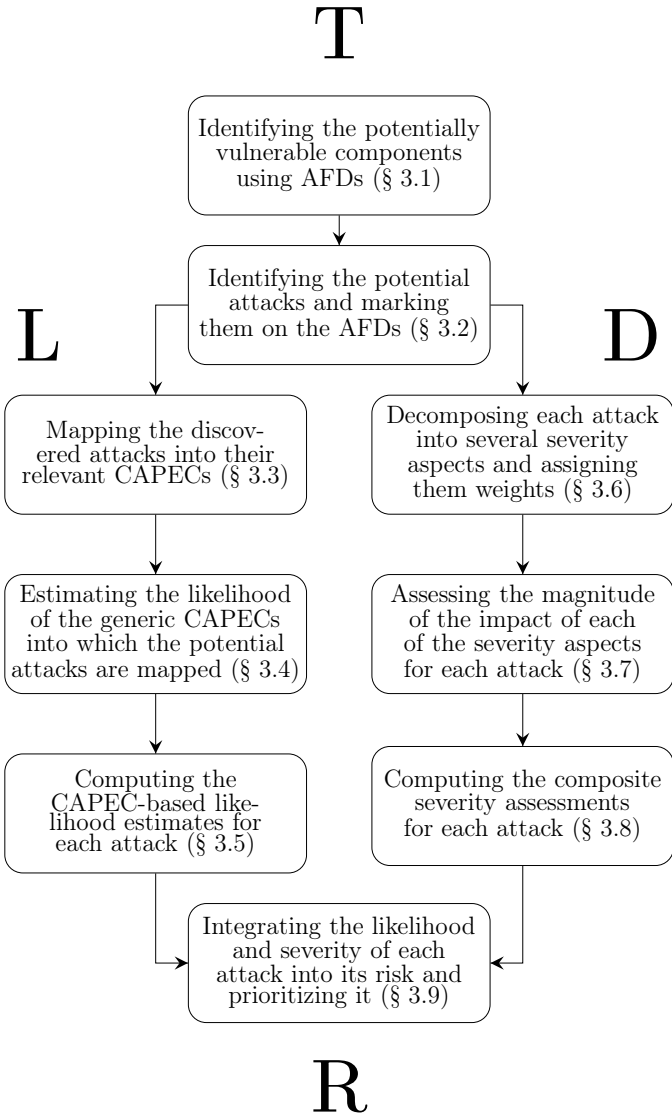 T
Identifying the potentially
vulnerable components
using AFDs (§ 3.1)
Identifying the potential
attacks and marking
them on the AFDs (§ 3.2)
L
D
Mapping the discov-
ered attacks into their
relevant CAPECs (§ 3.3)
Decomposing each attack
into several severity
aspects and assigning
them weights (§ 3.6)
Estimating the likelihood
of the generic CAPECs
into which the potential
attacks are mapped (§ 3.4)
Assessing the magnitude
of the impact of each
of the severity aspects
for each attack (§ 3.7)
Computing the
CAPEC-based like-
lihood estimates for
each attack (§ 3.5)
Computing the composite
severity assessments
for each attack (§ 3.8)
Integrating the likelihood
and severity of each
attack into its risk and
prioritizing it (§ 3.9)
R